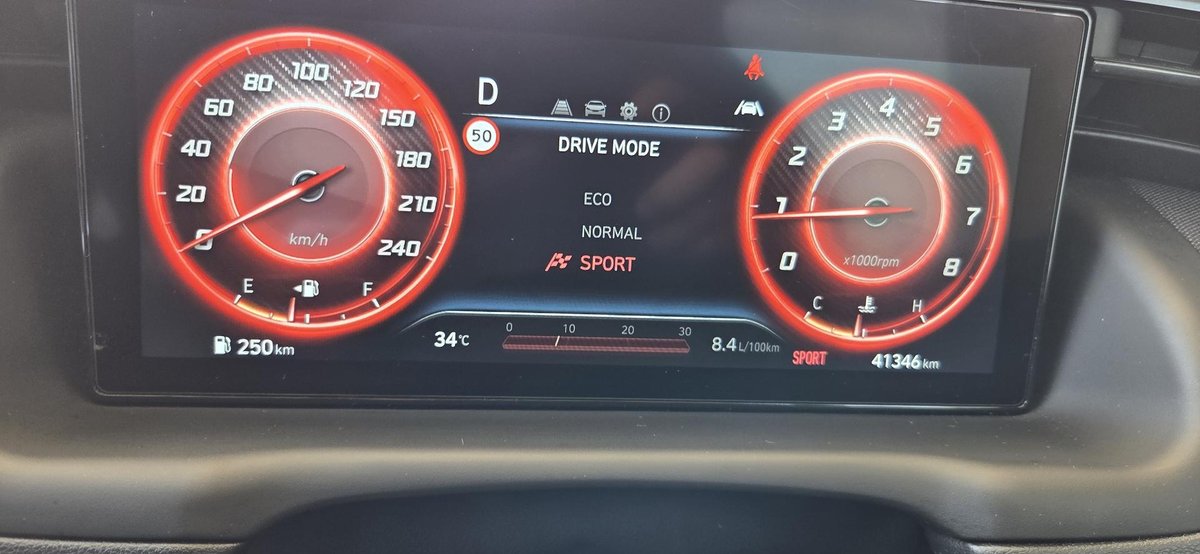 D
50
DRIVE MODE
ECO
NORMAL
SPORT
0
20
40
60
80
100
120
150
180
210
240
km/h
E
F
250 km
34°C
0 10 20 30
8.4 L/100km
0
1
2
3
4
5
6
7
8
x1000rpm
C
H
SPORT
41346 km